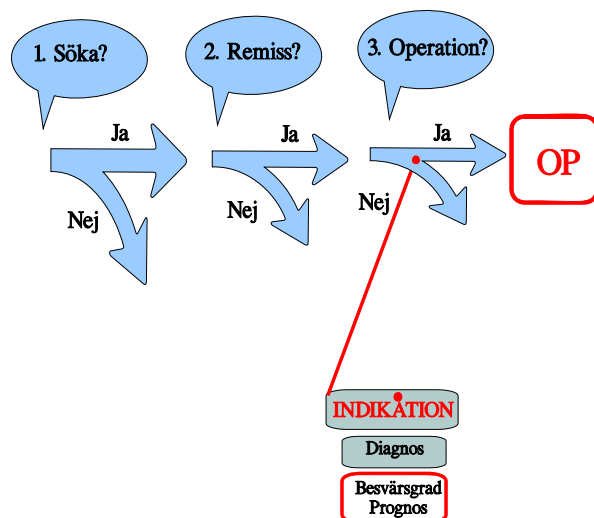 1. Söka?
2. Remiss?
3. Operation?
Ja
Ja
Ja
OP
Nej
Nej
Nej
INDIKATION
Diagnos
Besvärsgrad
Prognos